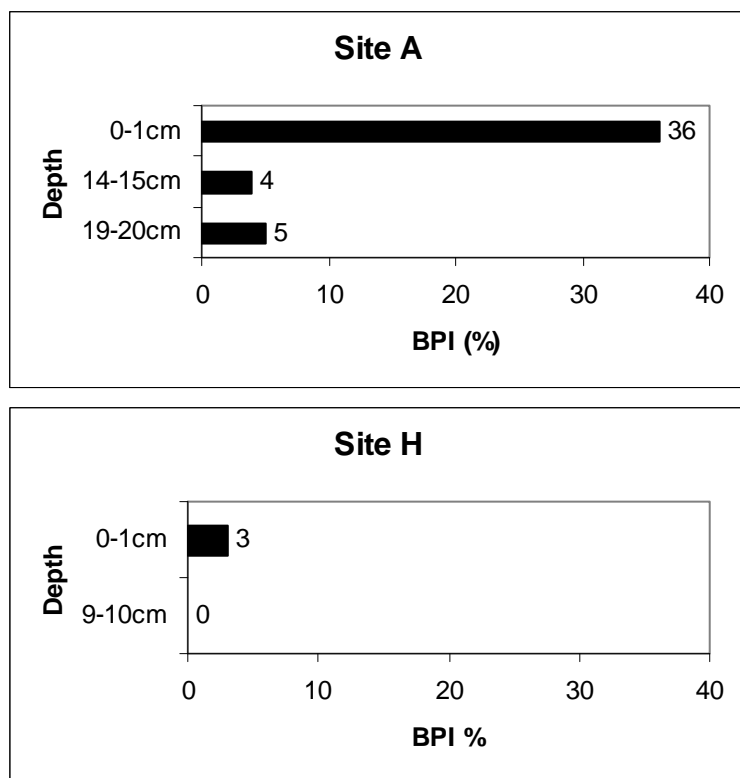 Site A
Depth
0-1cm 36
14-15cm 4
19-20cm 5
0 10 20 30 40
BPI (%)
Site H
Depth
0-1cm 3
9-10cm 0
0 10 20 30 40
BPI %